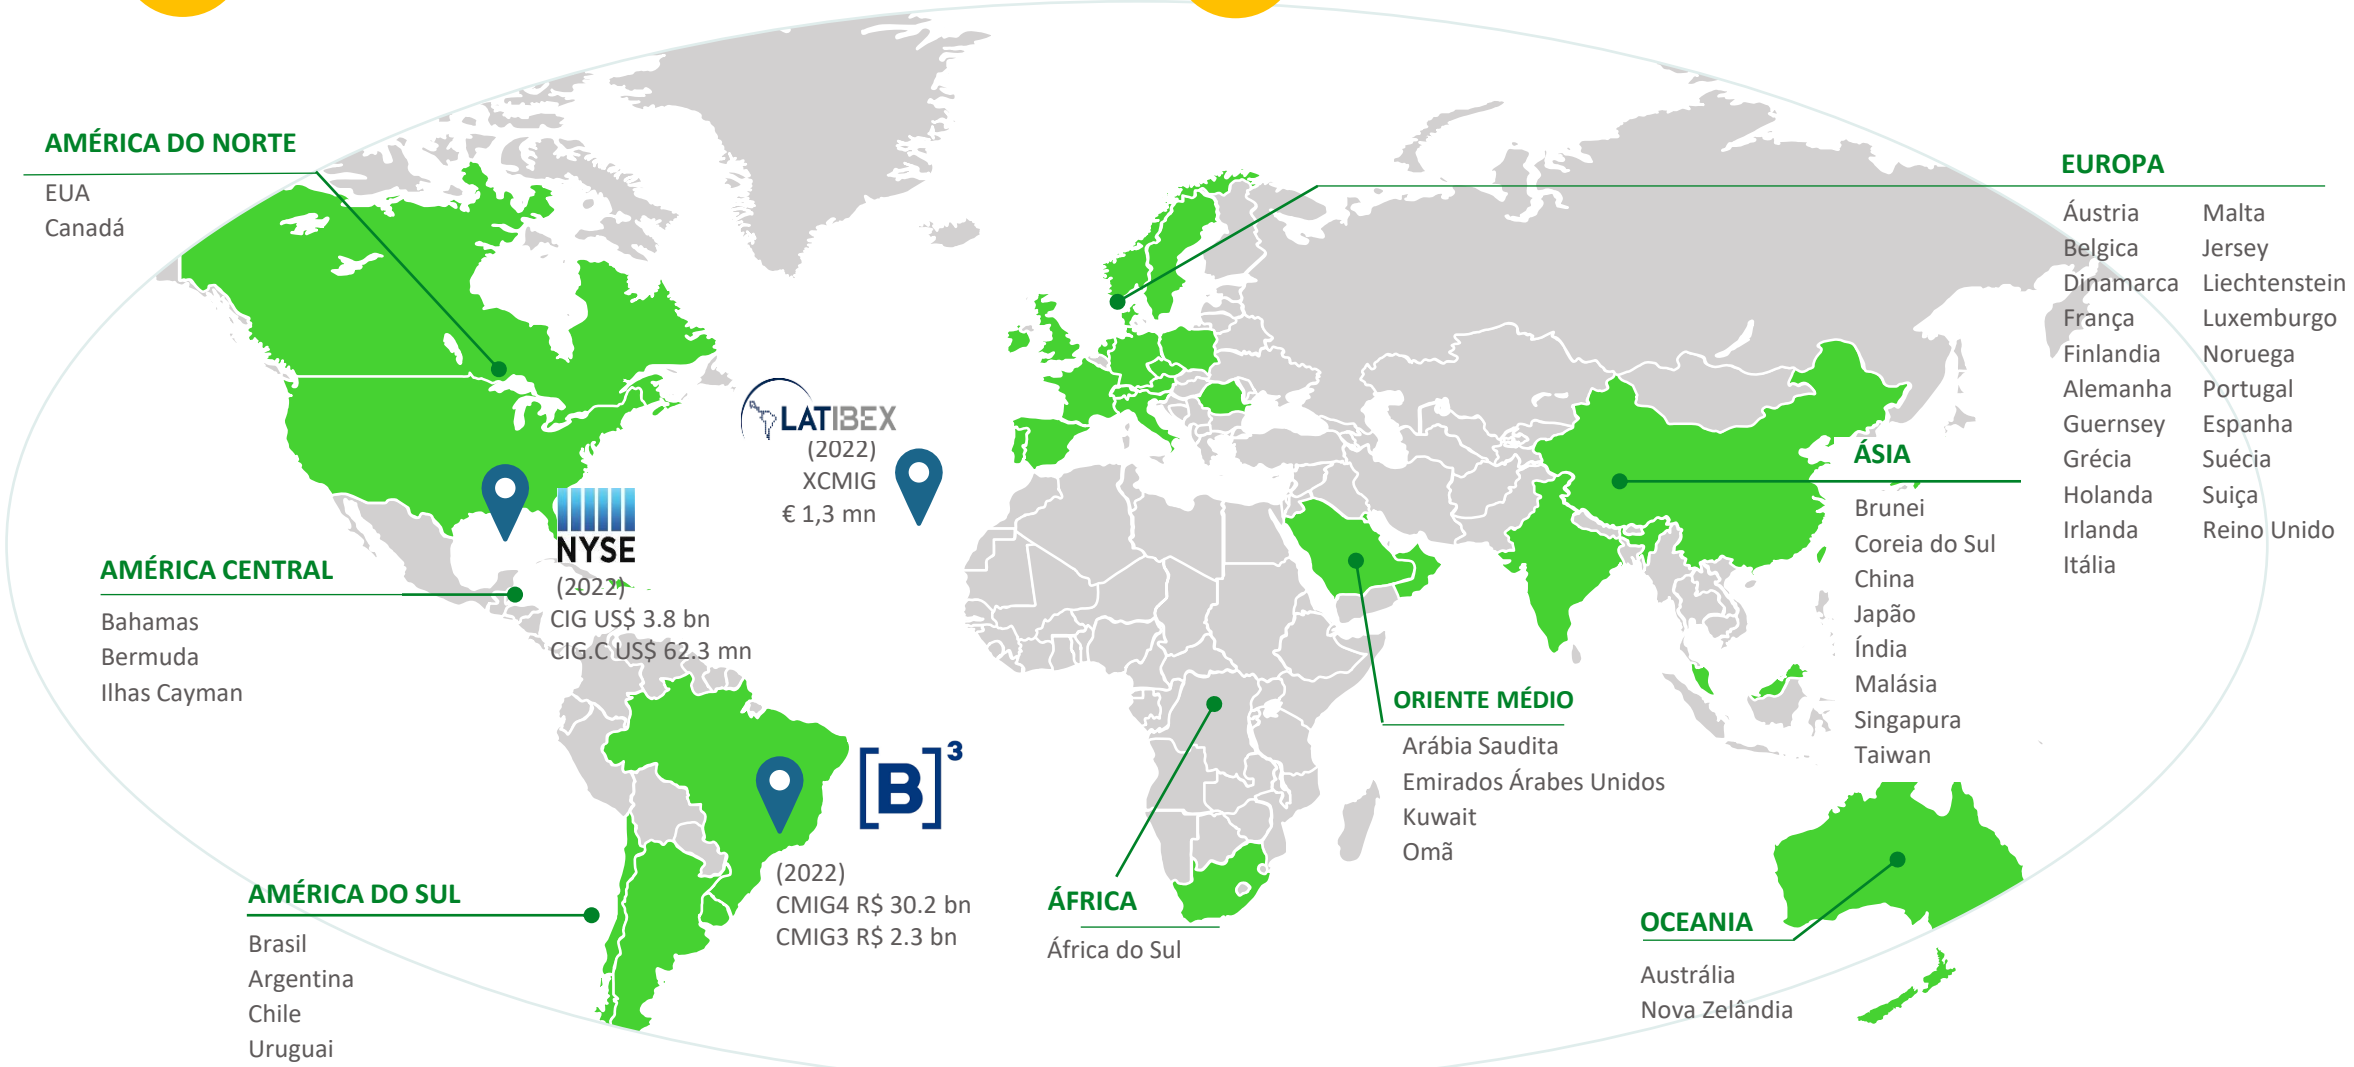 AMÉRICA DO NORTE
EUA
Canadá
LATIBEX
(2022)
XCMIG
€ 1,3 mn
NYSE
(2022)
CIG US$ 3.8 bn
CIG.C US$ 62.3 mn
AMÉRICA CENTRAL
Bahamas
Bermuda
Ilhas Cayman
[B]³
(2022)
CMIG4 R$ 30.2 bn
CMIG3 R$ 2.3 bn
AMÉRICA DO SUL
Brasil
Argentina
Chile
Uruguai
ÁFRICA
África do Sul
ORIENTE MÉDIO
Arábia Saudita
Emirados Árabes Unidos
Kuwait
Omã
EUROPA
Áustria
Belgica
Dinamarca
França
Finlandia
Alemanha
Guernsey
Grécia
Holanda
Irlanda
Itália
Malta
Jersey
Liechtenstein
Luxemburgo
Noruega
Portugal
Espanha
Suécia
Suiça
Reino Unido
ÁSIA
Brunei
Coreia do Sul
China
Japão
Índia
Malásia
Singapura
Taiwan
OCEANIA
Austrália
Nova Zelândia